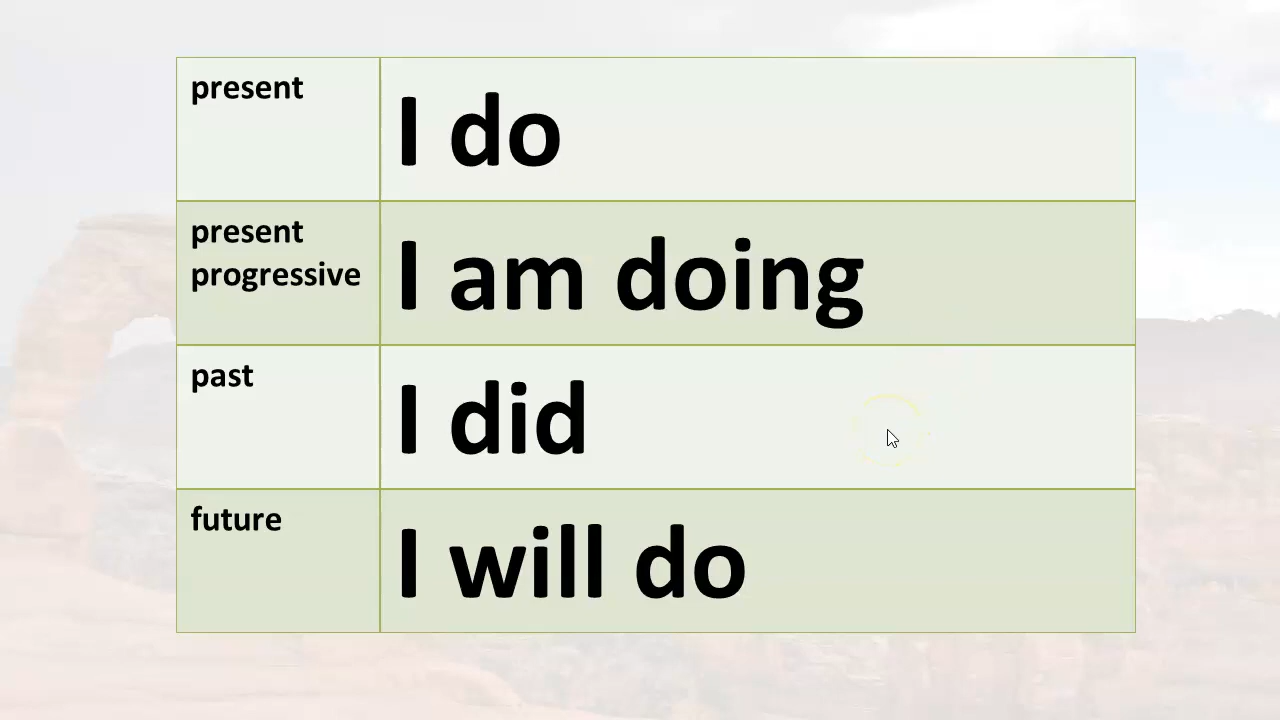 present
I do
present
progressive
I am doing
past
I did
future
I will do